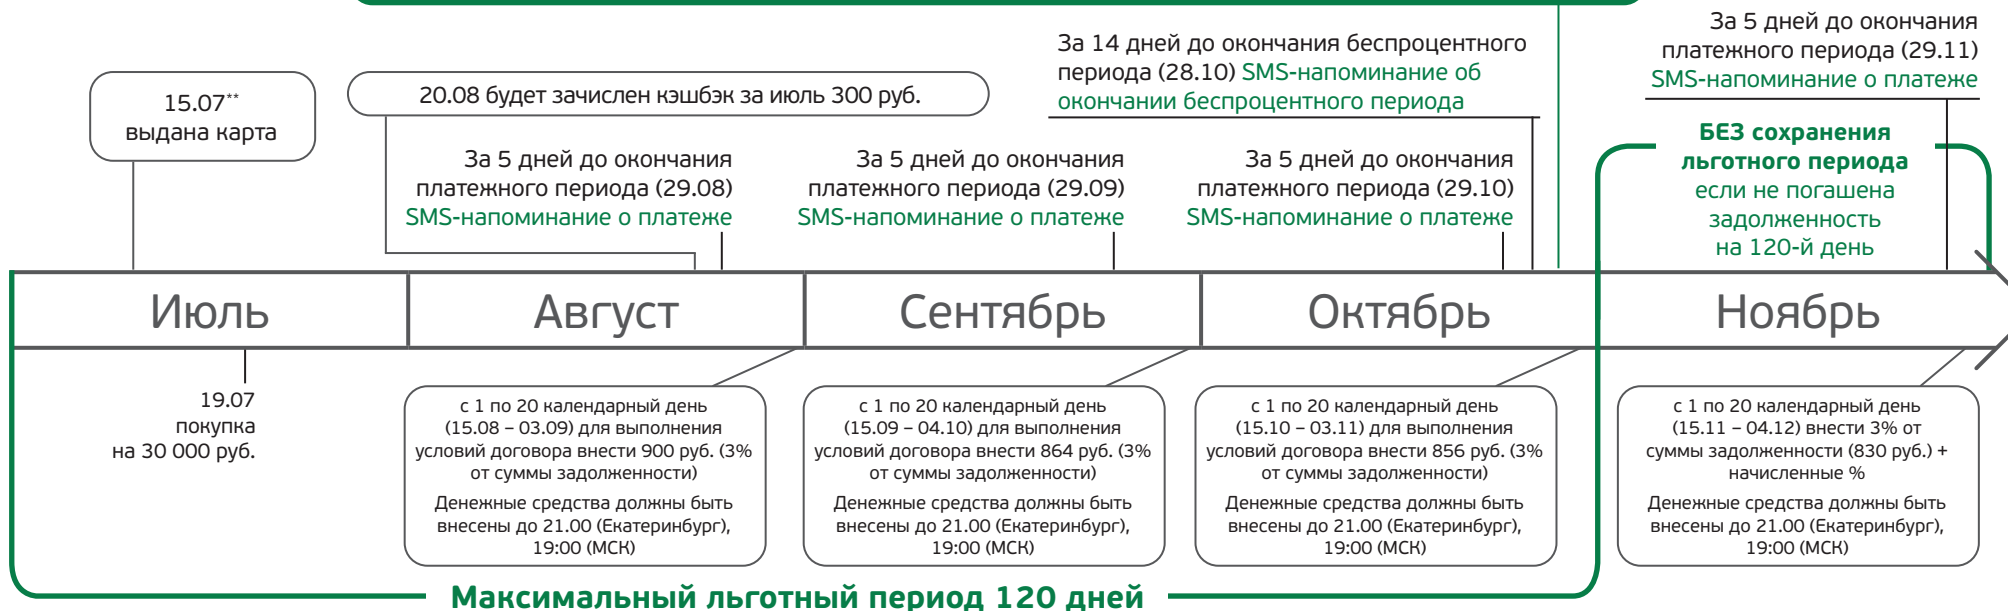 15.07**
выдана карта
20.08 будет зачислен кэшбэк за июль 300 руб.
За 14 дней до окончания беспроцентного
периода (28.10) SMS-напоминание об
окончании беспроцентного периода
За 5 дней до окончания
платежного периода (29.11)
SMS-напоминание о платеже
За 5 дней до окончания
платежного периода (29.08)
SMS-напоминание о платеже
За 5 дней до окончания
платежного периода (29.09)
SMS-напоминание о платеже
За 5 дней до окончания
платежного периода (29.10)
SMS-напоминание о платеже
БЕЗ сохранения
льготного периода
если не погашена
задолженность
на 120-й день
Июль
Август
Сентябрь
Октябрь
Ноябрь
19.07
покупка
на 30 000 руб.
с 1 по 20 календарный день
(15.08 – 03.09) для выполнения
условий договора внести 900 руб. (3%
от суммы задолженности)
Денежные средства должны быть
внесены до 21.00 (Екатеринбург),
19:00 (МСК)
с 1 по 20 календарный день
(15.09 – 04.10) для выполнения
условий договора внести 864 руб. (3%
от суммы задолженности)
Денежные средства должны быть
внесены до 21.00 (Екатеринбург),
19:00 (МСК)
с 1 по 20 календарный день
(15.10 – 03.11) для выполнения
условий договора внести 856 руб. (3%
от суммы задолженности)
Денежные средства должны быть
внесены до 21.00 (Екатеринбург),
19:00 (МСК)
с 1 по 20 календарный день
(15.11 – 04.12) внести 3% от
суммы задолженности (830 руб.) +
начисленные %
Денежные средства должны быть
внесены до 21.00 (Екатеринбург),
19:00 (МСК)
Максимальный льготный период 120 дней